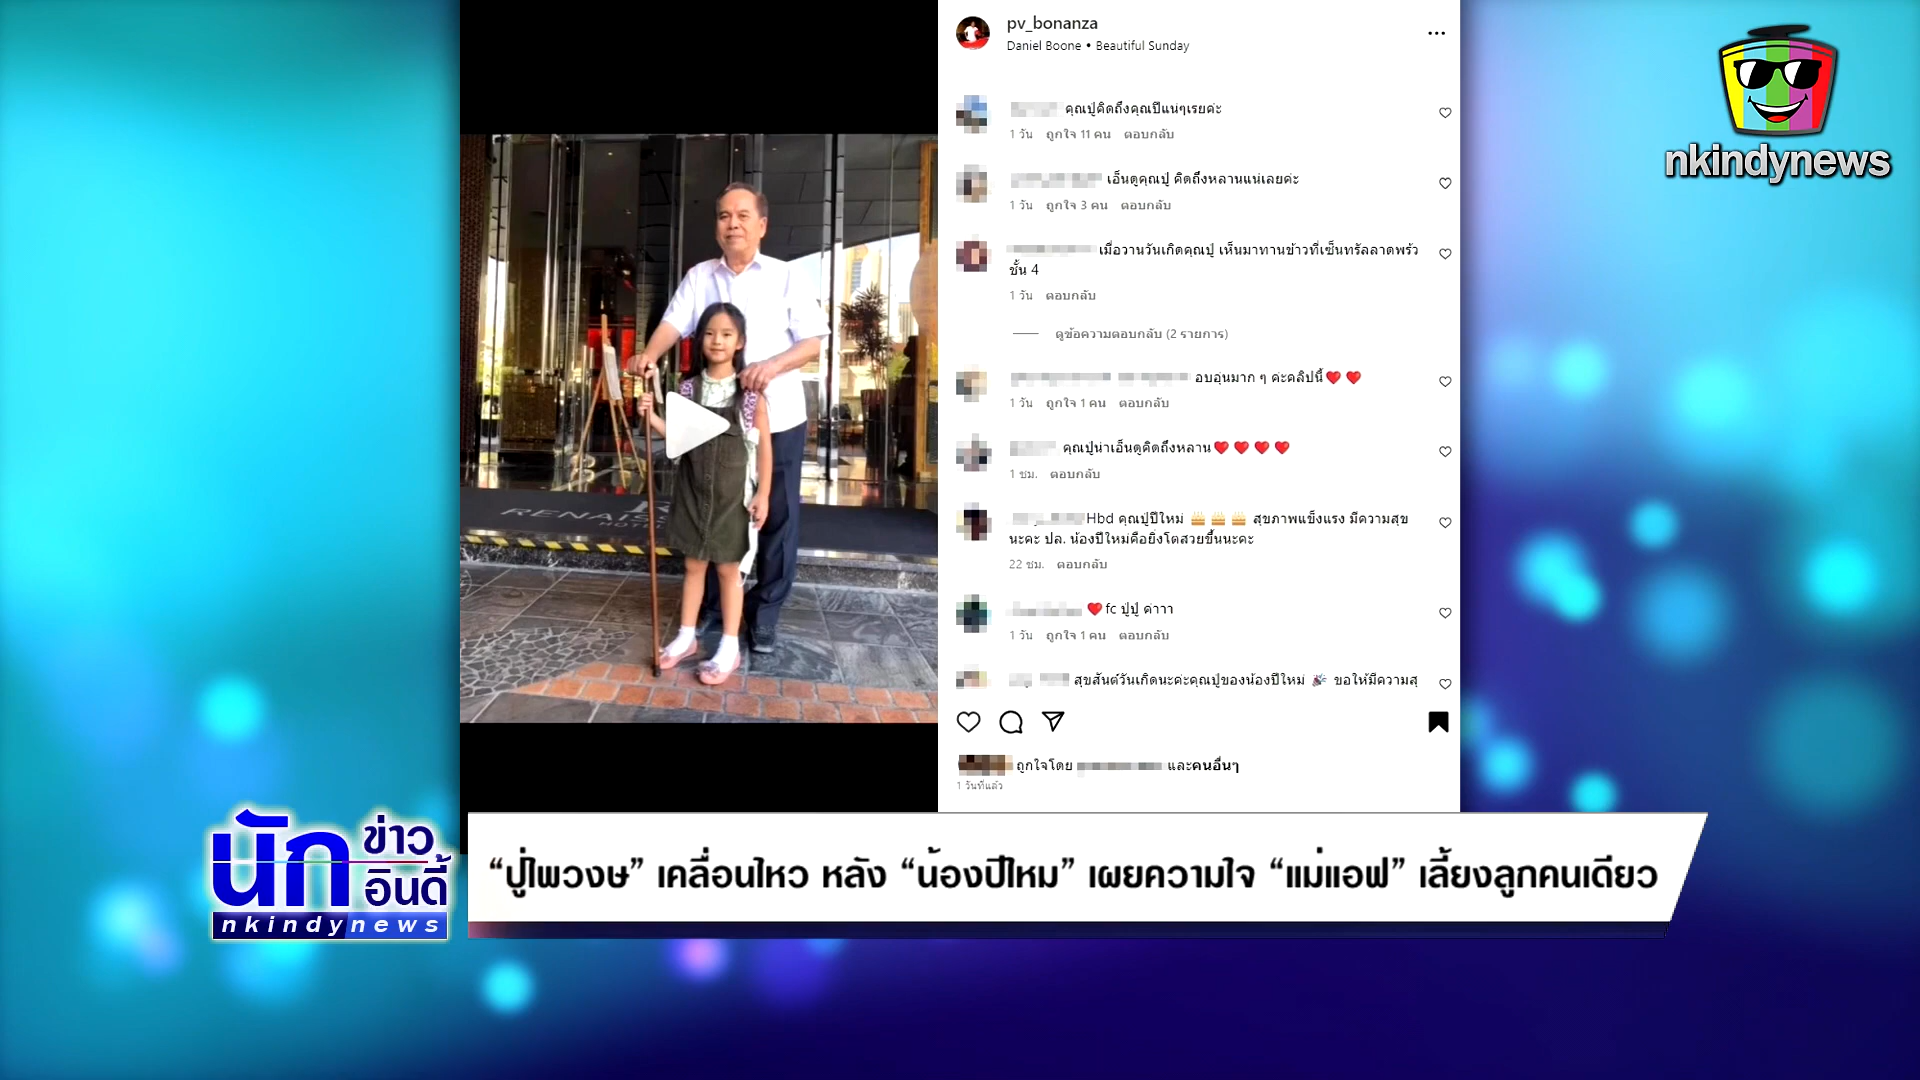 pv_bonanza
Daniel Boone • Beautiful Sunday
คุณปู่คิดถึงคุณปีแน่ๆเรยค่ะ
1 วัน ถูกใจ 11 คน ตอบกลับ
เอ็นดูคุณปู่ คิดถึงหลานแน่เลยค่ะ
1 วัน ถูกใจ 3 คน ตอบกลับ
เมื่อวานวันเกิดคุณปู่ เห็นมาทานข้าวที่เซ็นทรัลลาดพร้าว
ชั้น 4
1 วัน ตอบกลับ
ดูข้อความตอบกลับ (2 รายการ)
อบอุ่นมาก ๆ ค่ะคลิปนี้❤️ ❤️
1 วัน ถูกใจ 1 คน ตอบกลับ
คุณปู่น่าเอ็นดูคิดถึงหลาน❤️ ❤️ ❤️ ❤️
1 ชม. ตอบกลับ
Hbd คุณปู่ปีใหม่ 🎂 🎂 🎂 สุขภาพแข็งแรง มีความสุข
นะคะ ปล. น้องปีใหม่คือยิ่งโตสวยขึ้นนะคะ
22 ชม. ตอบกลับ
❤️fc ปู่ปู่ ค่าาา
1 วัน ถูกใจ 1 คน ตอบกลับ
สุขสันต์วันเกิดนะค่ะคุณปู่ของน้องปีใหม่ 🎉 ขอให้มีความสุ
ถูกใจโดย และคนอื่นๆ
1 วันที่แล้ว
RENAIS
HOTEL
nkindynews
นักข่าวอินดี้
nkindynews
“ปู่ไพวงษ์” เคลื่อนไหว หลัง “น้องปีใหม่” เผยความในใจ “แม่แอฟ” เลี้ยงลูกคนเดียว